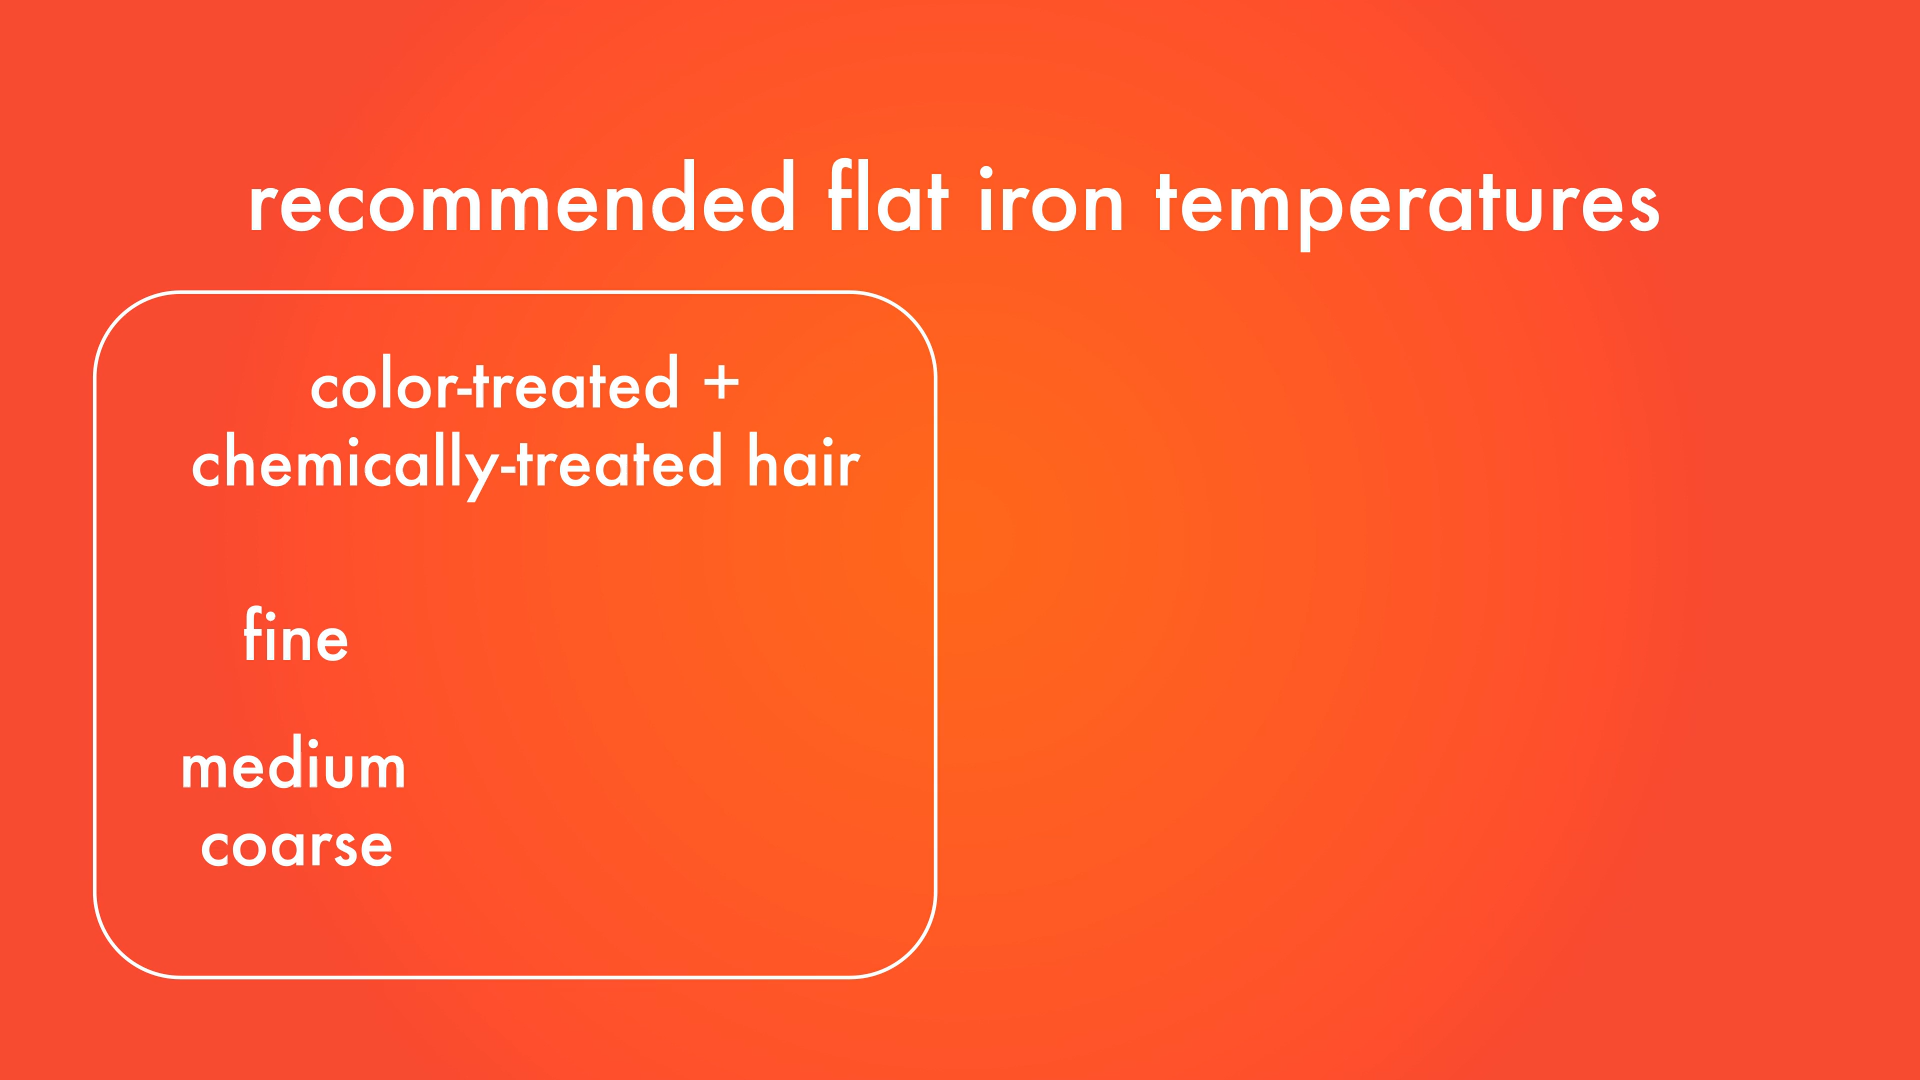 recommended flat iron temperatures
color-treated +
chemically-treated hair
fine
medium
coarse